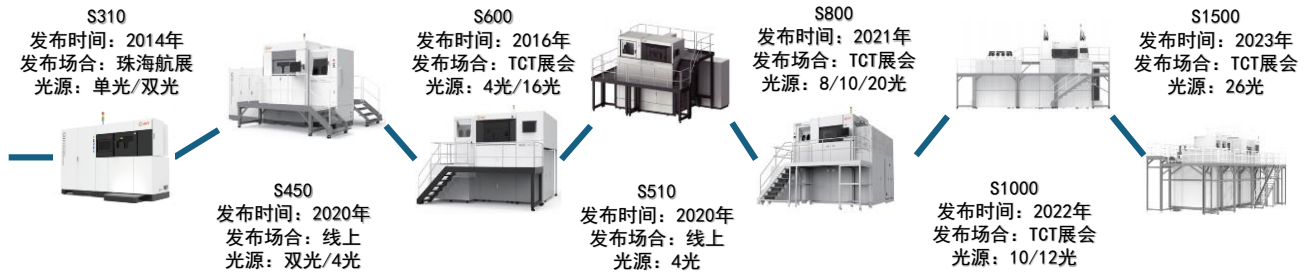 S310
发布时间：2014年
发布场合：珠海航展
光源：单光/双光
S450
发布时间：2020年
发布场合：线上
光源：双光/4光
S600
发布时间：2016年
发布场合：TCT展会
光源：4光/16光
S510
发布时间：2020年
发布场合：线上
光源：4光
S800
发布时间：2021年
发布场合：TCT展会
光源：8/10/20光
S1000
发布时间：2022年
发布场合：TCT展会
光源：10/12光
S1500
发布时间：2023年
发布场合：TCT展会
光源：26光